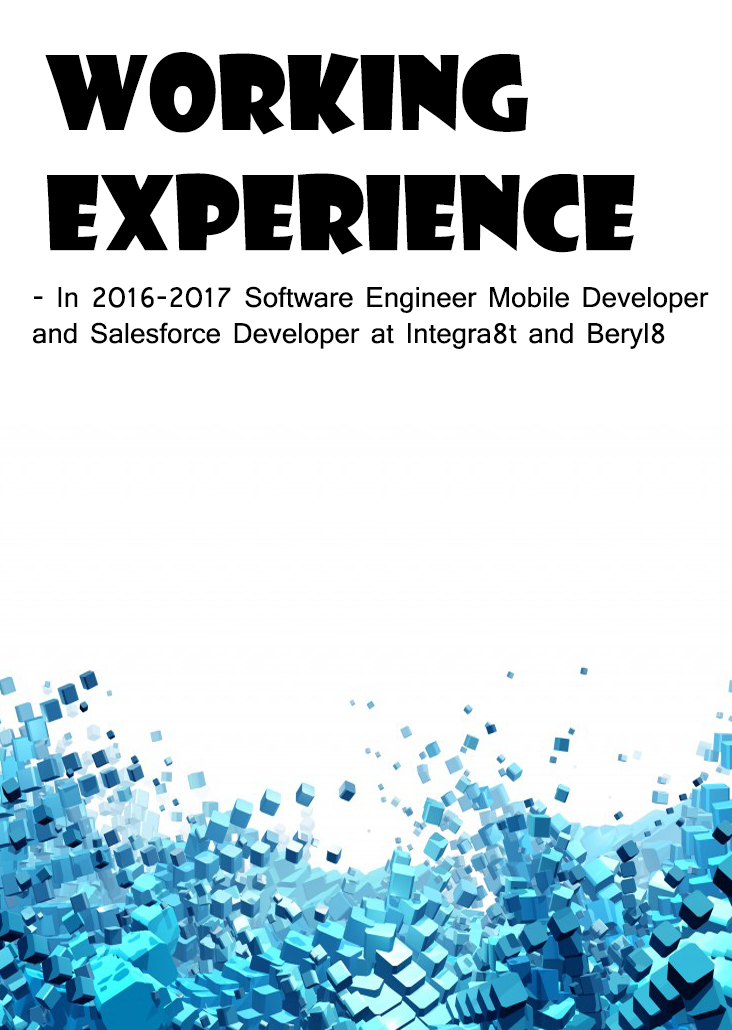 WORKING
EXPERIENCE
- In 2016-2017 Software Engineer Mobile Developer
and Salesforce Developer at Integra8t and Beryl8